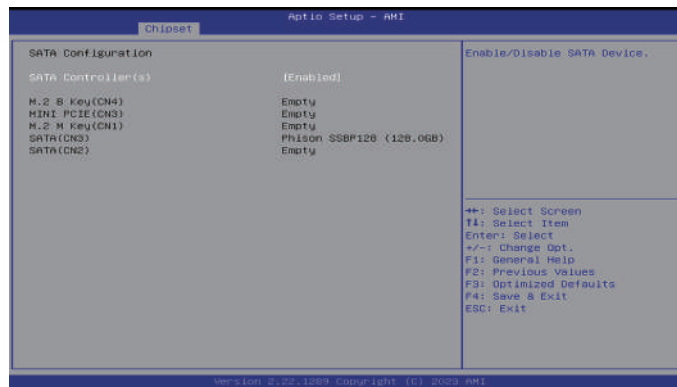 Aptio Setup - AMI
Chipset
SATA Configuration
SATA Controller(s) [Enabled]
M.2 B Key(CN4) Empty
MINI PCIE(CN3) Empty
M.2 M Key(CN1) Empty
SATA(CN3) Phison SSBP128 (128.0GB)
SATA(CN2) Empty
Enable/Disable SATA Device.
→←: Select Screen
↑↓: Select Item
Enter: Select
+/-: Change Opt.
F1: General Help
F2: Previous Values
F3: Optimized Defaults
F4: Save & Exit
ESC: Exit
Version 2.22.1289 Copyright (C) 2023 AMI